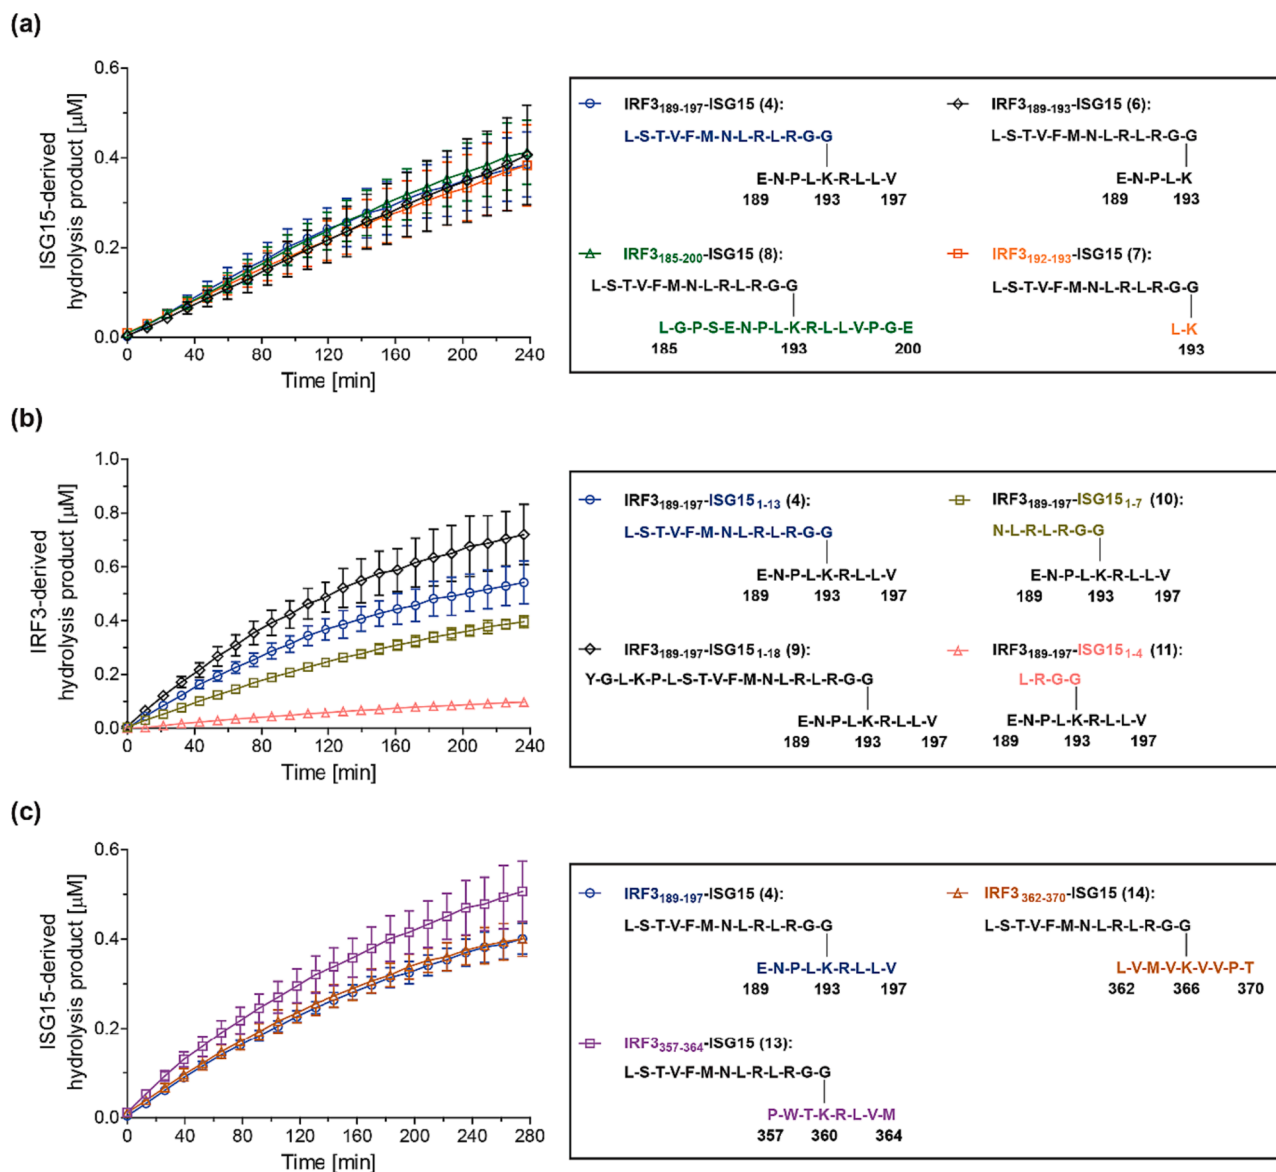 (a)
ISG15-derived
hydrolysis product [µM]
0.6
0.4
0.2
0.0
0 40 80 120 160 200 240
Time [min]
IRF3189-197-ISG15 (4):
L-S-T-V-F-M-N-L-R-L-R-G-G
E-N-P-L-K-R-L-L-V
189 193 197
IRF3189-193-ISG15 (6):
L-S-T-V-F-M-N-L-R-L-R-G-G
E-N-P-L-K
189 193
IRF3185-200-ISG15 (8):
L-S-T-V-F-M-N-L-R-L-R-G-G
L-G-P-S-E-N-P-L-K-R-L-L-V-P-G-E
185 193 200
IRF3192-193-ISG15 (7):
L-S-T-V-F-M-N-L-R-L-R-G-G
L-K
193
(b)
IRF3-derived
hydrolysis product [µM]
1.0
0.8
0.6
0.4
0.2
0.0
0 40 80 120 160 200 240
Time [min]
IRF3189-197-ISG151-13 (4):
L-S-T-V-F-M-N-L-R-L-R-G-G
E-N-P-L-K-R-L-L-V
189 193 197
IRF3189-197-ISG151-7 (10):
N-L-R-L-R-G-G
E-N-P-L-K-R-L-L-V
189 193 197
IRF3189-197-ISG151-18 (9):
Y-G-L-K-P-L-S-T-V-F-M-N-L-R-L-R-G-G
E-N-P-L-K-R-L-L-V
189 193 197
IRF3189-197-ISG151-4 (11):
L-R-G-G
E-N-P-L-K-R-L-L-V
189 193 197
(c)
ISG15-derived
hydrolysis product [µM]
0.6
0.4
0.2
0.0
0 40 80 120 160 200 240 280
Time [min]
IRF3189-197-ISG15 (4):
L-S-T-V-F-M-N-L-R-L-R-G-G
E-N-P-L-K-R-L-L-V
189 193 197
IRF3362-370-ISG15 (14):
L-S-T-V-F-M-N-L-R-L-R-G-G
L-V-M-V-K-V-V-P-T
362 366 370
IRF3357-364-ISG15 (13):
L-S-T-V-F-M-N-L-R-L-R-G-G
P-W-T-K-R-L-V-M
357 360 364